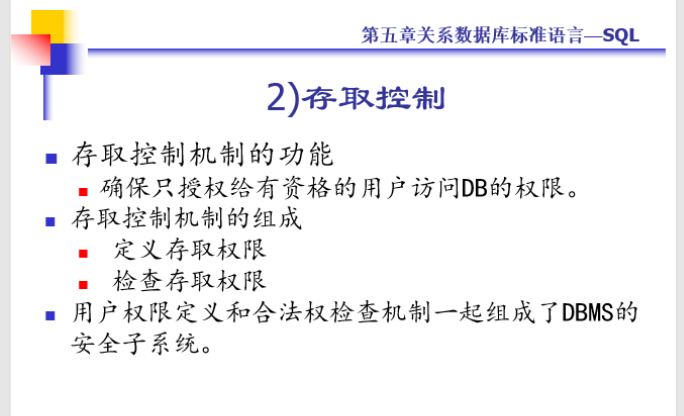 第五章关系数据库标准语言—SQL
2)存取控制
存取控制机制的功能
确保只授权给有资格的用户访问DB的权限。
存取控制机制的组成
定义存取权限
检查存取权限
用户权限定义和合法权检查机制一起组成了DBMS的
安全子系统。